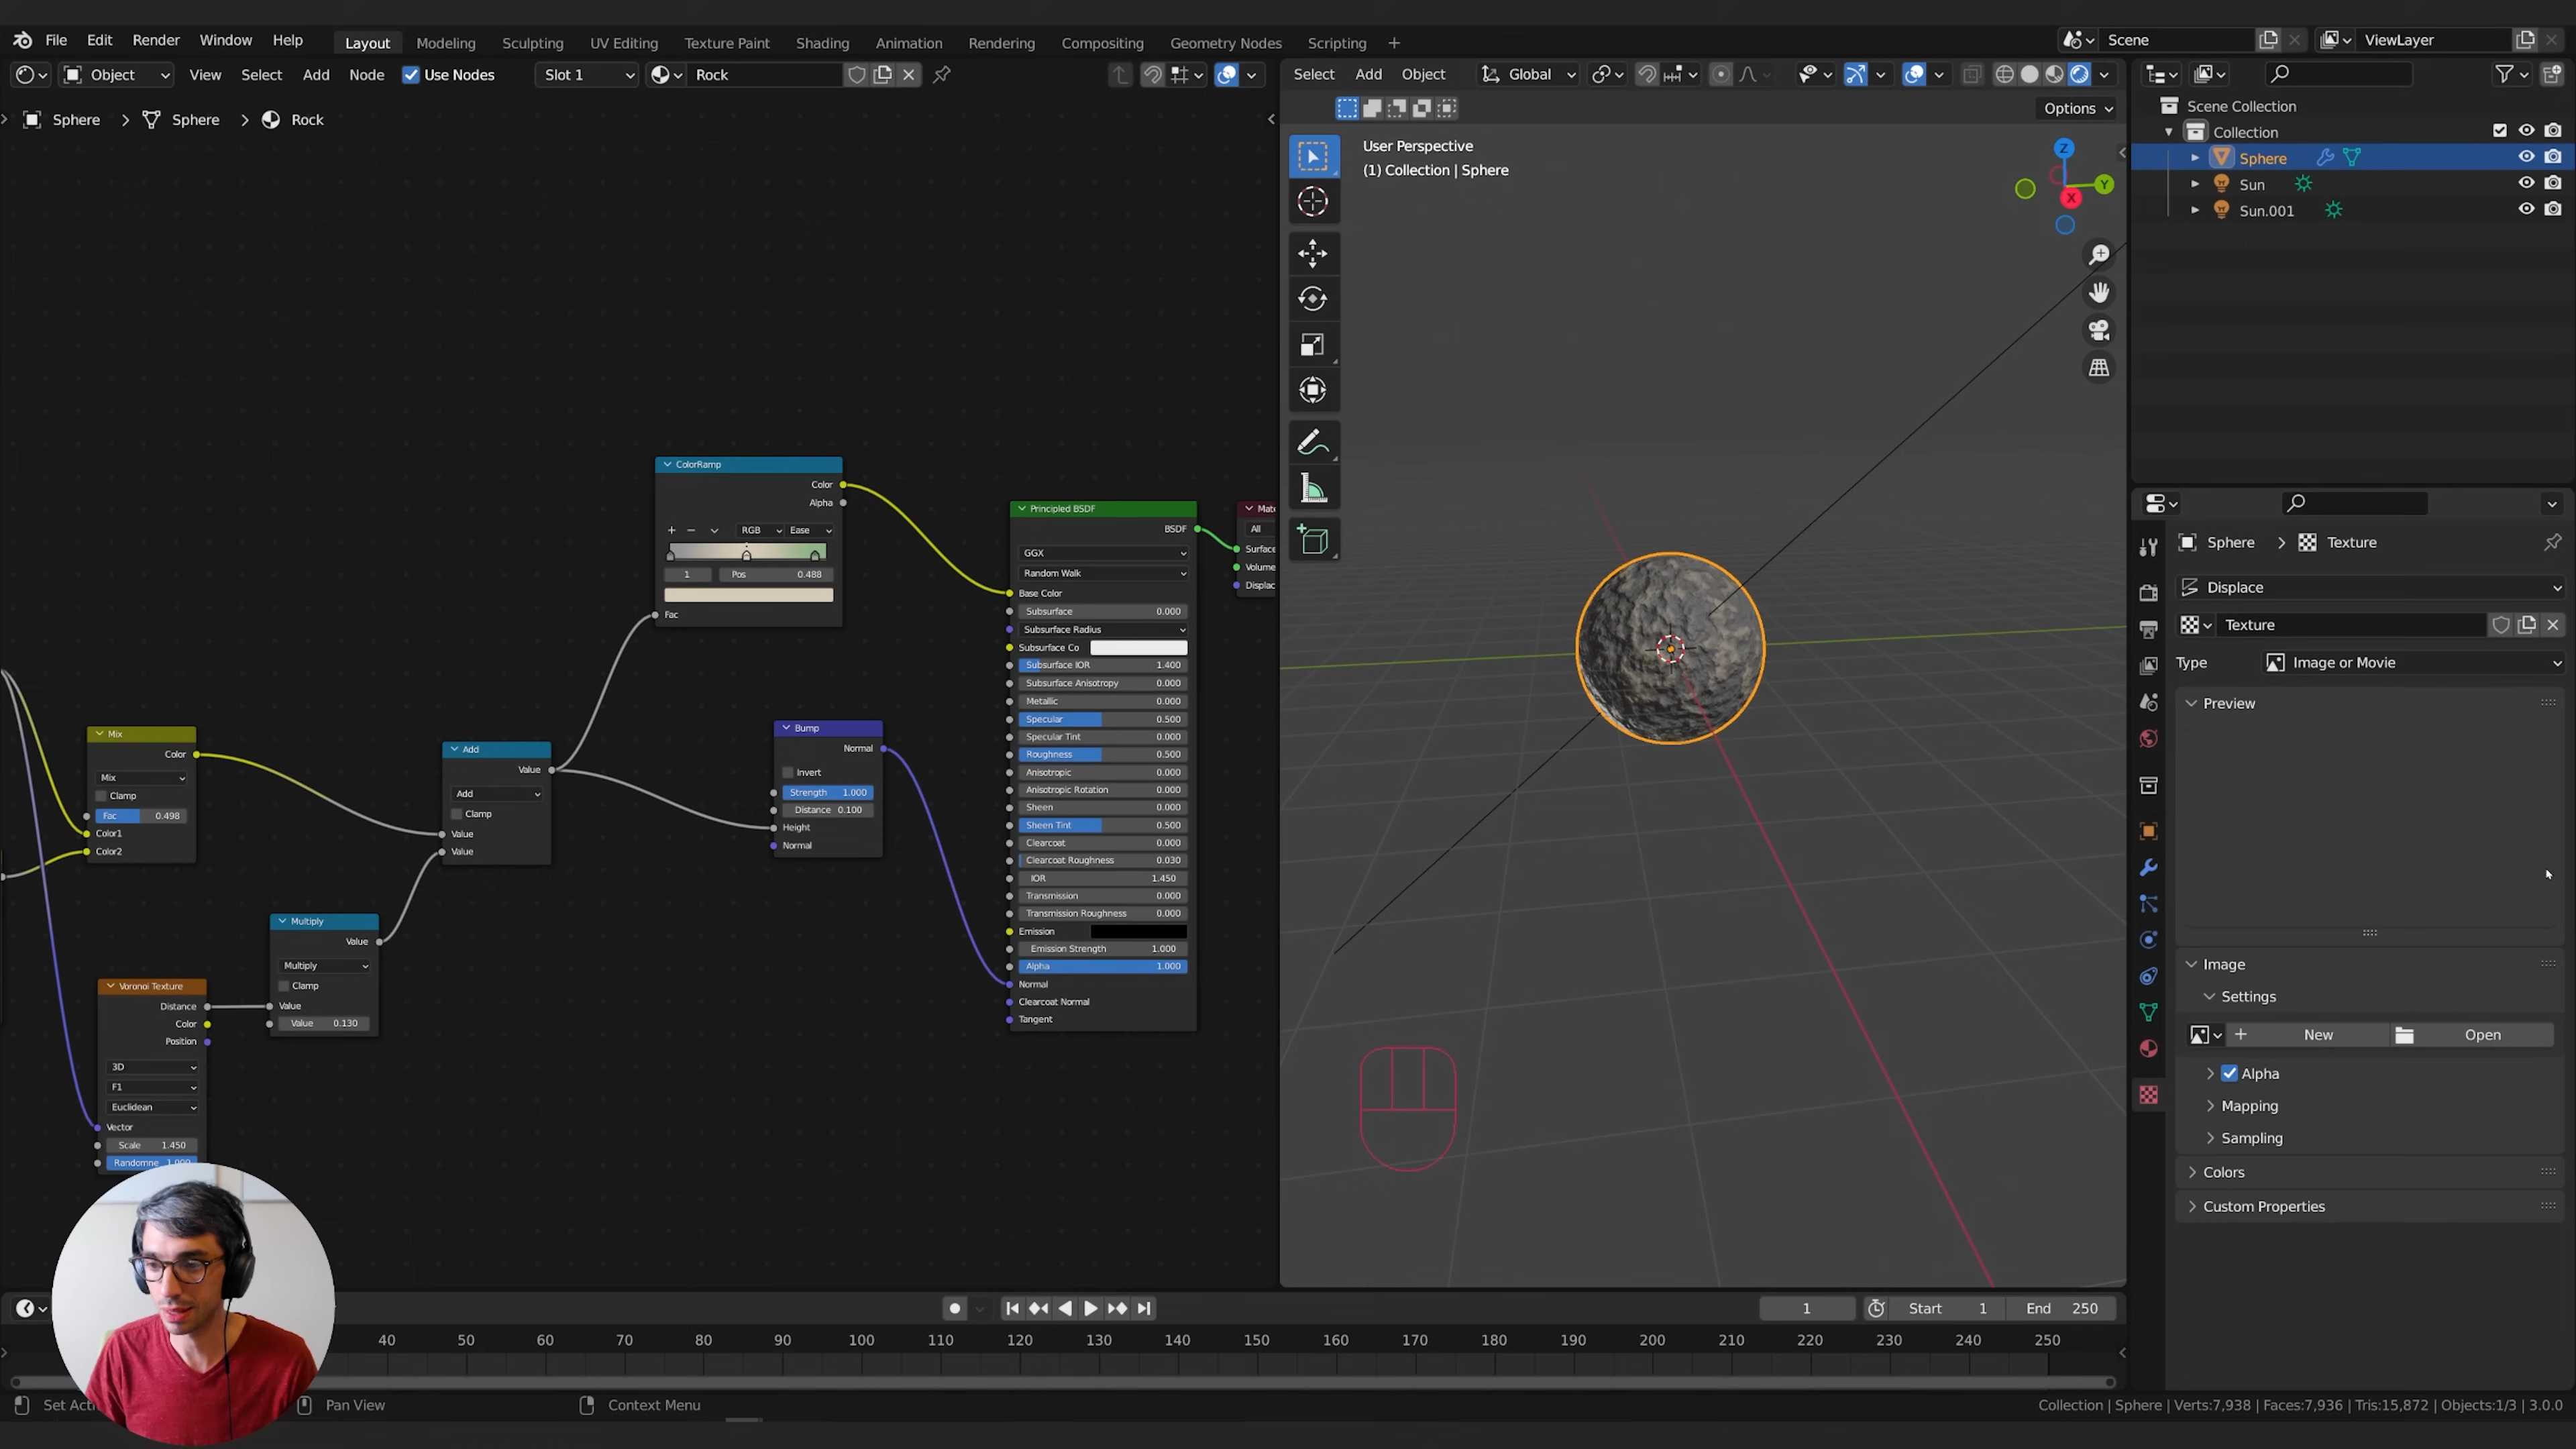 File Edit Render Window Help Layout Modeling Sculpting UV Editing Texture Paint Shading Animation Rendering Compositing Geometry Nodes Scripting + Scene ViewLayer
Object View Select Add Node Use Nodes Slot 1 Rock
Select Add Object Global
Options
Sphere > Sphere > Rock
User Perspective
(1) Collection | Sphere
Z
Y
X
Scene Collection
Collection
Sphere
Sun
Sun.001
ColorRamp
Color
Alpha
+ − RGB Ease
1 Pos 0.488
Fac
Mix
Color
Mix
Clamp
Fac 0.498
Color1
Color2
Add
Value
Add
Clamp
Value
Value
Multiply
Value
Multiply
Clamp
Value
Value 0.130
Voronoi Texture
Distance
Color
Position
3D
F1
Euclidean
Vector
Scale 1.450
Randomne 1.000
Bump
Normal
Invert
Strength 1.000
Distance 0.100
Height
Normal
Principled BSDF
BSDF
GGX
Random Walk
Base Color
Subsurface 0.000
Subsurface Radius
Subsurface Co
Subsurface IOR 1.400
Subsurface Anisotropy 0.000
Metallic 0.000
Specular 0.500
Specular Tint 0.000
Roughness 0.500
Anisotropic 0.000
Anisotropic Rotation 0.000
Sheen 0.000
Sheen Tint 0.500
Clearcoat 0.000
Clearcoat Roughness 0.030
IOR 1.450
Transmission 0.000
Transmission Roughness 0.000
Emission
Emission Strength 1.000
Alpha 1.000
Normal
Clearcoat Normal
Tangent
Mate
All
Surface
Volume
Displac
Sphere > Texture
Displace
Texture
Type Image or Movie
Preview
Image
Settings
+ New Open
Alpha
Mapping
Sampling
Colors
Custom Properties
1 Start 1 End 250
40 50 60 70 80 90 100 110 120 130 140 150 160 170 180 190 200 210 220 230 240 250
Set Acti Pan View Context Menu
Collection | Sphere | Verts:7,938 | Faces:7,936 | Tris:15,872 | Objects:1/3 | 3.0.0